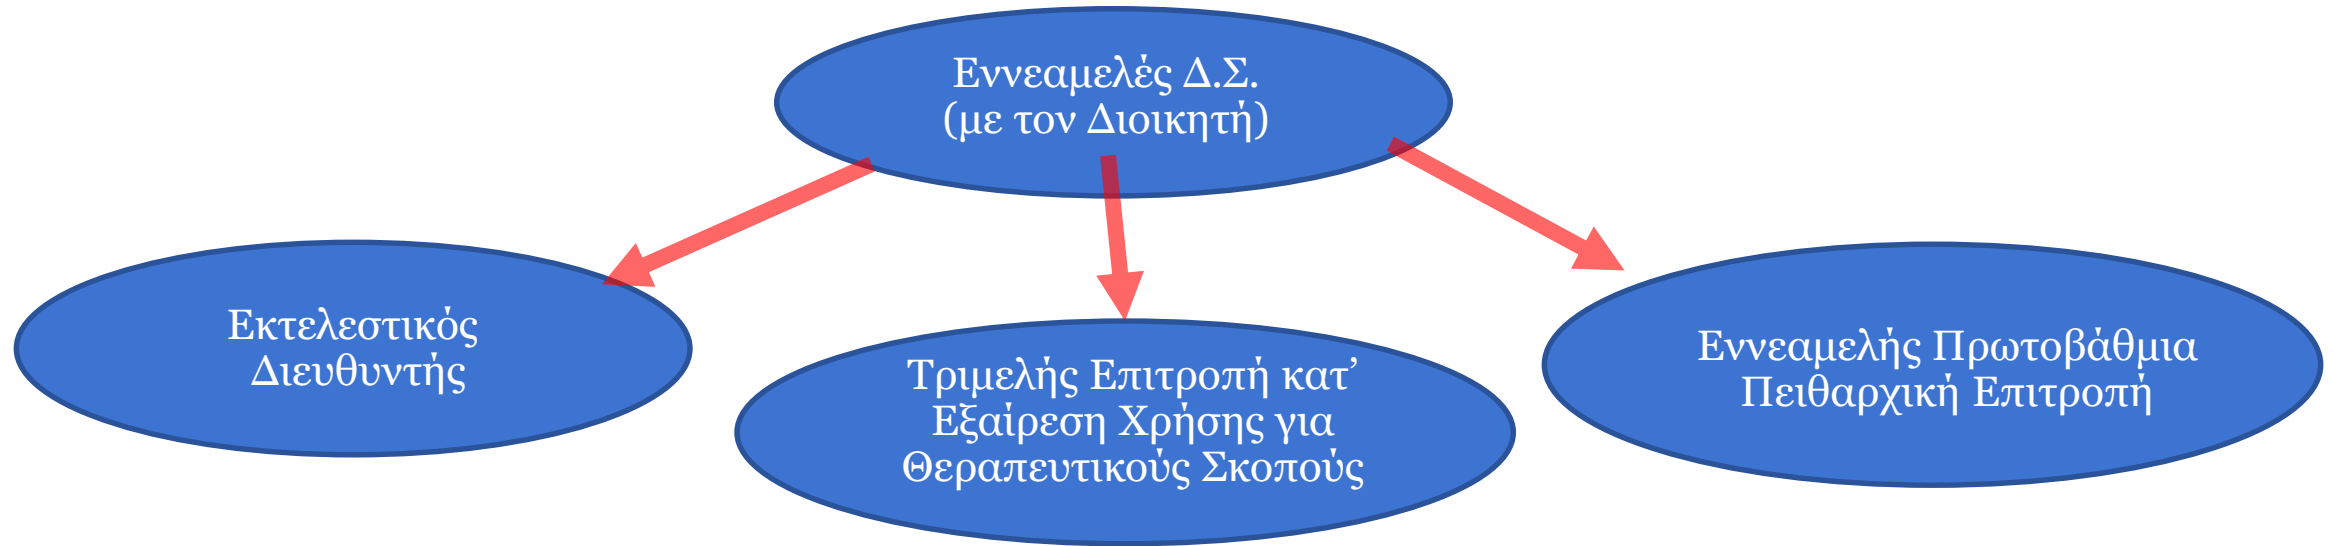 Εννεαμελές Δ.Σ.
(με τον Διοικητή)
Εκτελεστικός
Διευθυντής
Τριμελής Επιτροπή κατ’
Εξαίρεση Χρήσης για
Θεραπευτικούς Σκοπούς
Εννεαμελής Πρωτοβάθμια
Πειθαρχική Επιτροπή